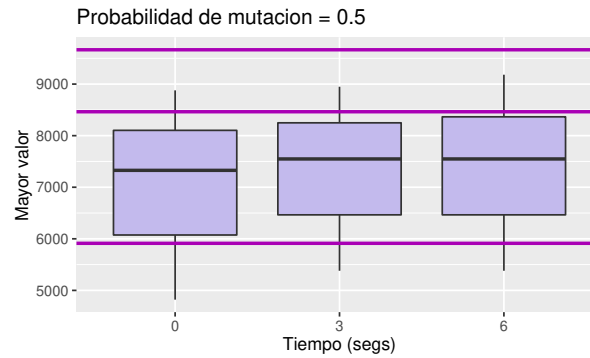 Probabilidad de mutacion = 0.5
Mayor valor
9000
8000
7000
6000
5000
0 3 6
Tiempo (segs)